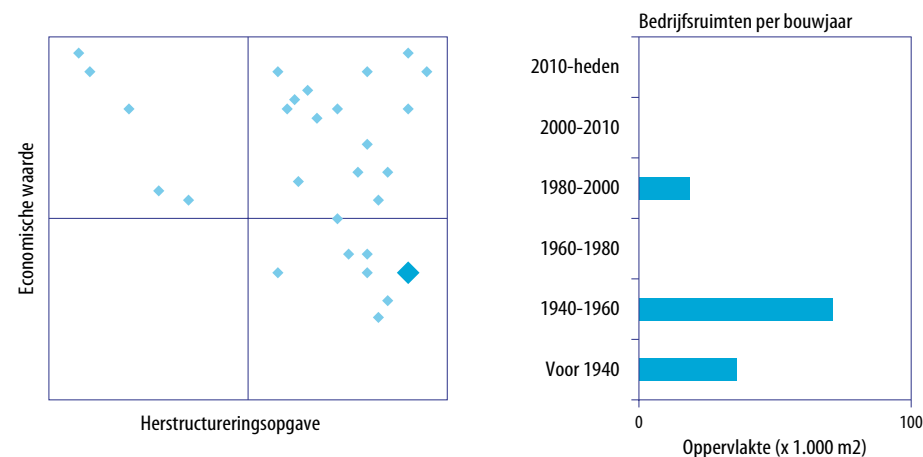 Economische waarde
Herstructureringsopgave
Bedrijfsruimten per bouwjaar
2010-heden
2000-2010
1980-2000
1960-1980
1940-1960
Voor 1940
0
100
Oppervlakte (x 1.000 m2)